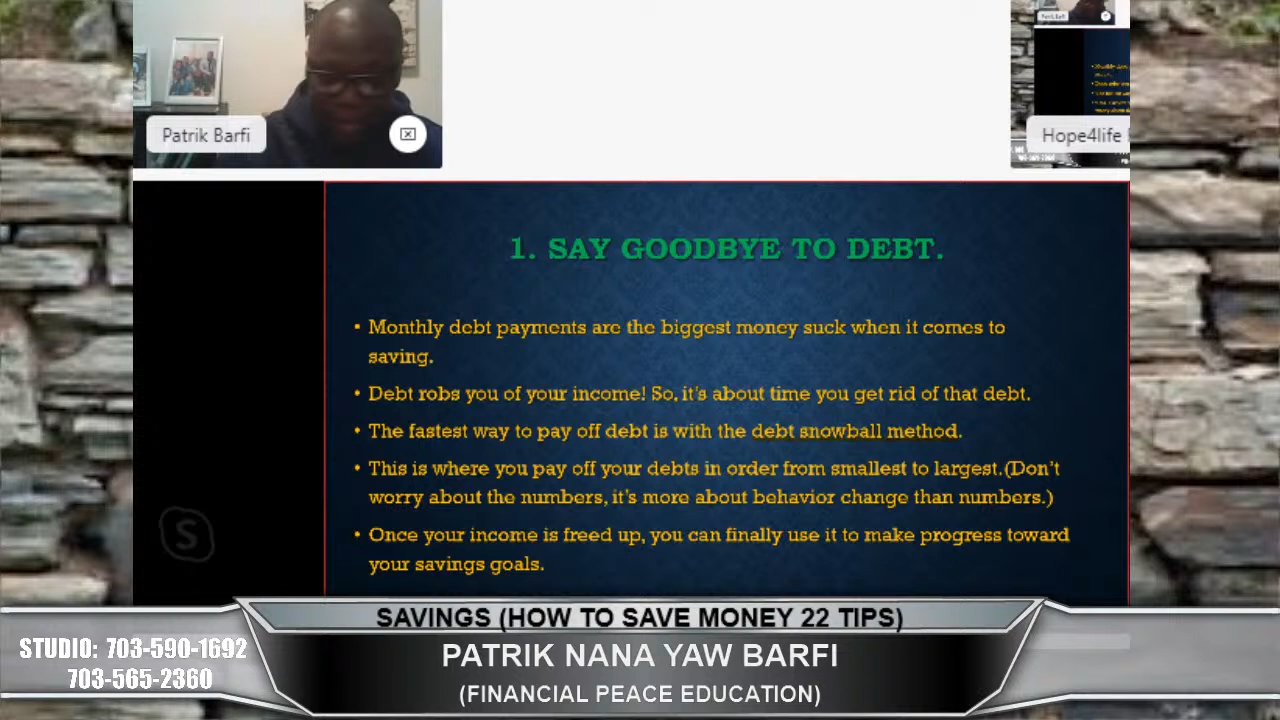 Patrik Barfi
Hope4life
1. SAY GOODBYE TO DEBT.
• Monthly debt payments are the biggest money suck when it comes to
saving.
• Debt robs you of your income! So, it's about time you get rid of that debt.
• The fastest way to pay off debt is with the debt snowball method.
• This is where you pay off your debts in order from smallest to largest.(Don't
worry about the numbers, it's more about behavior change than numbers.)
• Once your income is freed up, you can finally use it to make progress toward
your savings goals.
S
SAVINGS (HOW TO SAVE MONEY 22 TIPS)
STUDIO: 703-590-1692
703-565-2360
PATRIK NANA YAW BARFI
(FINANCIAL PEACE EDUCATION)